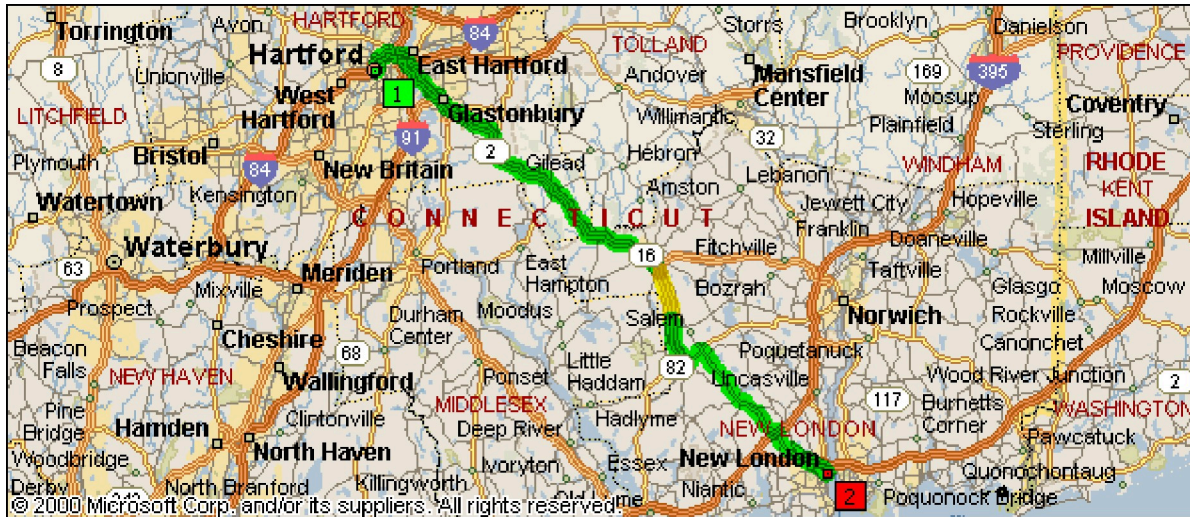 Torrington
Avon
HARTFORD
84
Storrs
Brooklyn
Danielson
Hartford
TOLLAND
PROVIDENCE
8
Unionville
East Hartford
Andover
Mansfield
Center
169
395
Moosup
1
West
Hartford
Glastonbury
Willimantic
Coventry
LITCHFIELD
91
32
Plainfield
Sterling
Plymouth
Bristol
84
New Britain
2
Gilead
Hebron
Lebanon
WINDHAM
RHODE
ISLAND
KENT
Kensington
Amston
Jewett City
Hopeville
Watertown
CONNECTICUT
Franklin
Waterbury
16
Fitchville
Doaneville
63
Portland
East
Hampton
Taftville
Millville
Meriden
Mixville
Bozrah
Glasgo
Moscow
Prospect
Moodus
Durham
Center
Salem
Norwich
Rockville
Cheshire
Beacon
Falls
68
Little
Haddam
82
Poquetanuck
Canonchet
NEW HAVEN
Wallingford
Ponset
Uncasville
Wood River Junction
2
Pine
Bridge
Clintonville
MIDDLESEX
Hadlyme
117
Burnetts
Corner
WASHINGTON
Hamden
Deep River
NEW LONDON
Pawcatuck
Woodbridge
North Haven
Ivoryton
Essex
New London
Quonochontaug
Derby
North Branford
Killingworth
Niantic
2
Poquonock Bridge
© 2000 Microsoft Corp. and/or its suppliers. All rights reserved.